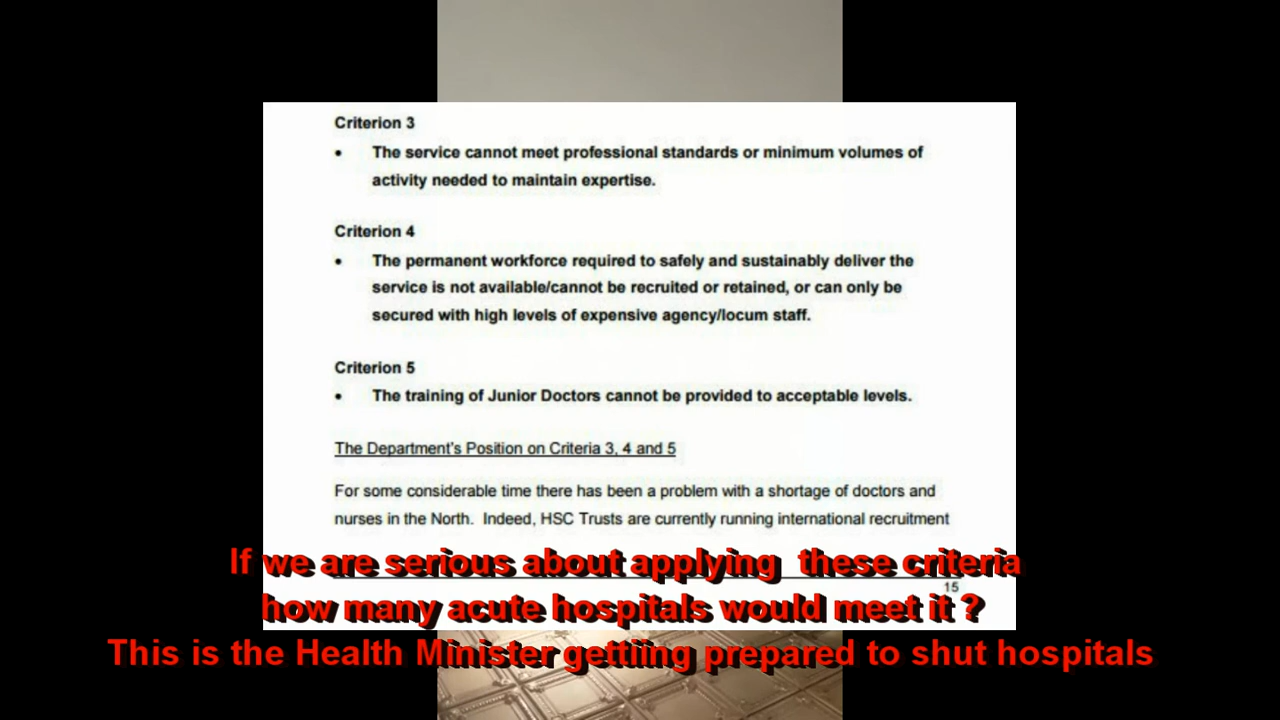 Criterion 3
• The service cannot meet professional standards or minimum volumes of
activity needed to maintain expertise.
Criterion 4
• The permanent workforce required to safely and sustainably deliver the
service is not available/cannot be recruited or retained, or can only be
secured with high levels of expensive agency/locum staff.
Criterion 5
• The training of Junior Doctors cannot be provided to acceptable levels.
The Department's Position on Criteria 3, 4 and 5
For some considerable time there has been a problem with a shortage of doctors and
nurses in the North. Indeed, HSC Trusts are currently running international recruitment
If we are serious about applying these criteria
15
how many acute hospitals would meet it ?
This is the Health Minister gettiing prepared to shut hospitals